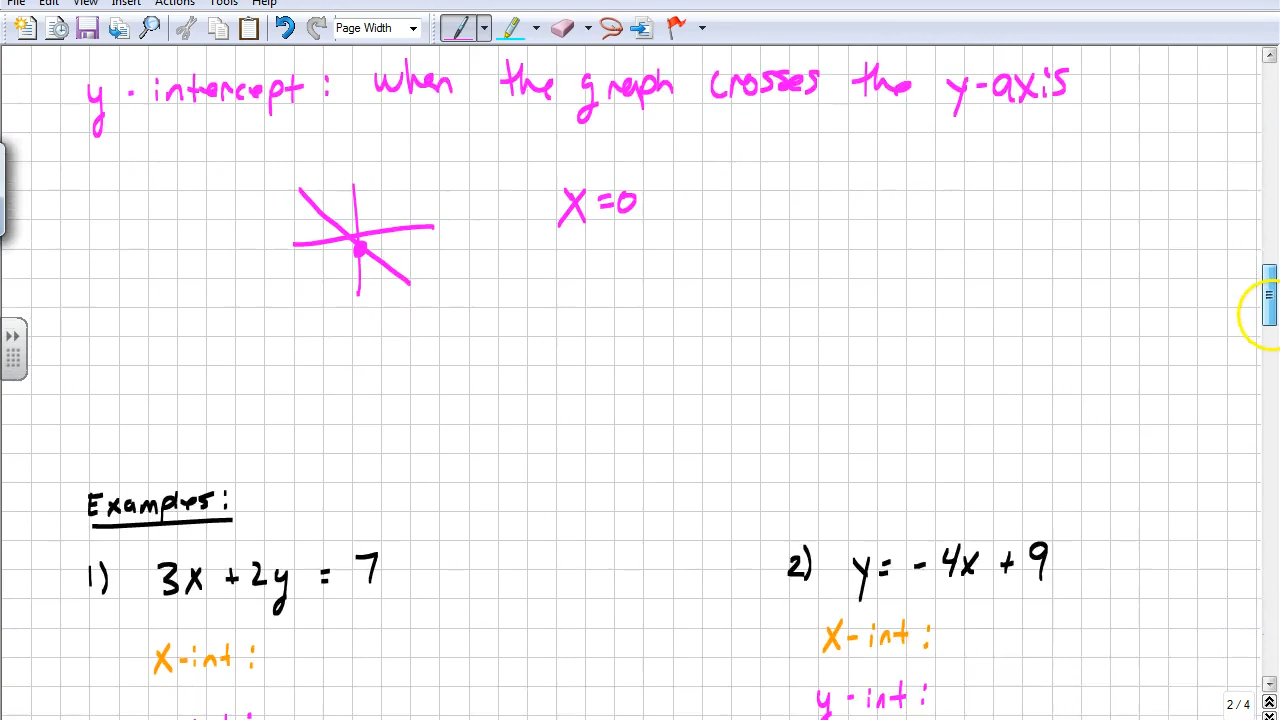 File Edit View Insert Actions Tools Help
Page Width
y - intercept : when the graph crosses the y-axis
X = 0
Examples:
1) 3x + 2y = 7
2) y = - 4x + 9
X-int :
X-int :
y-int :
2 / 4